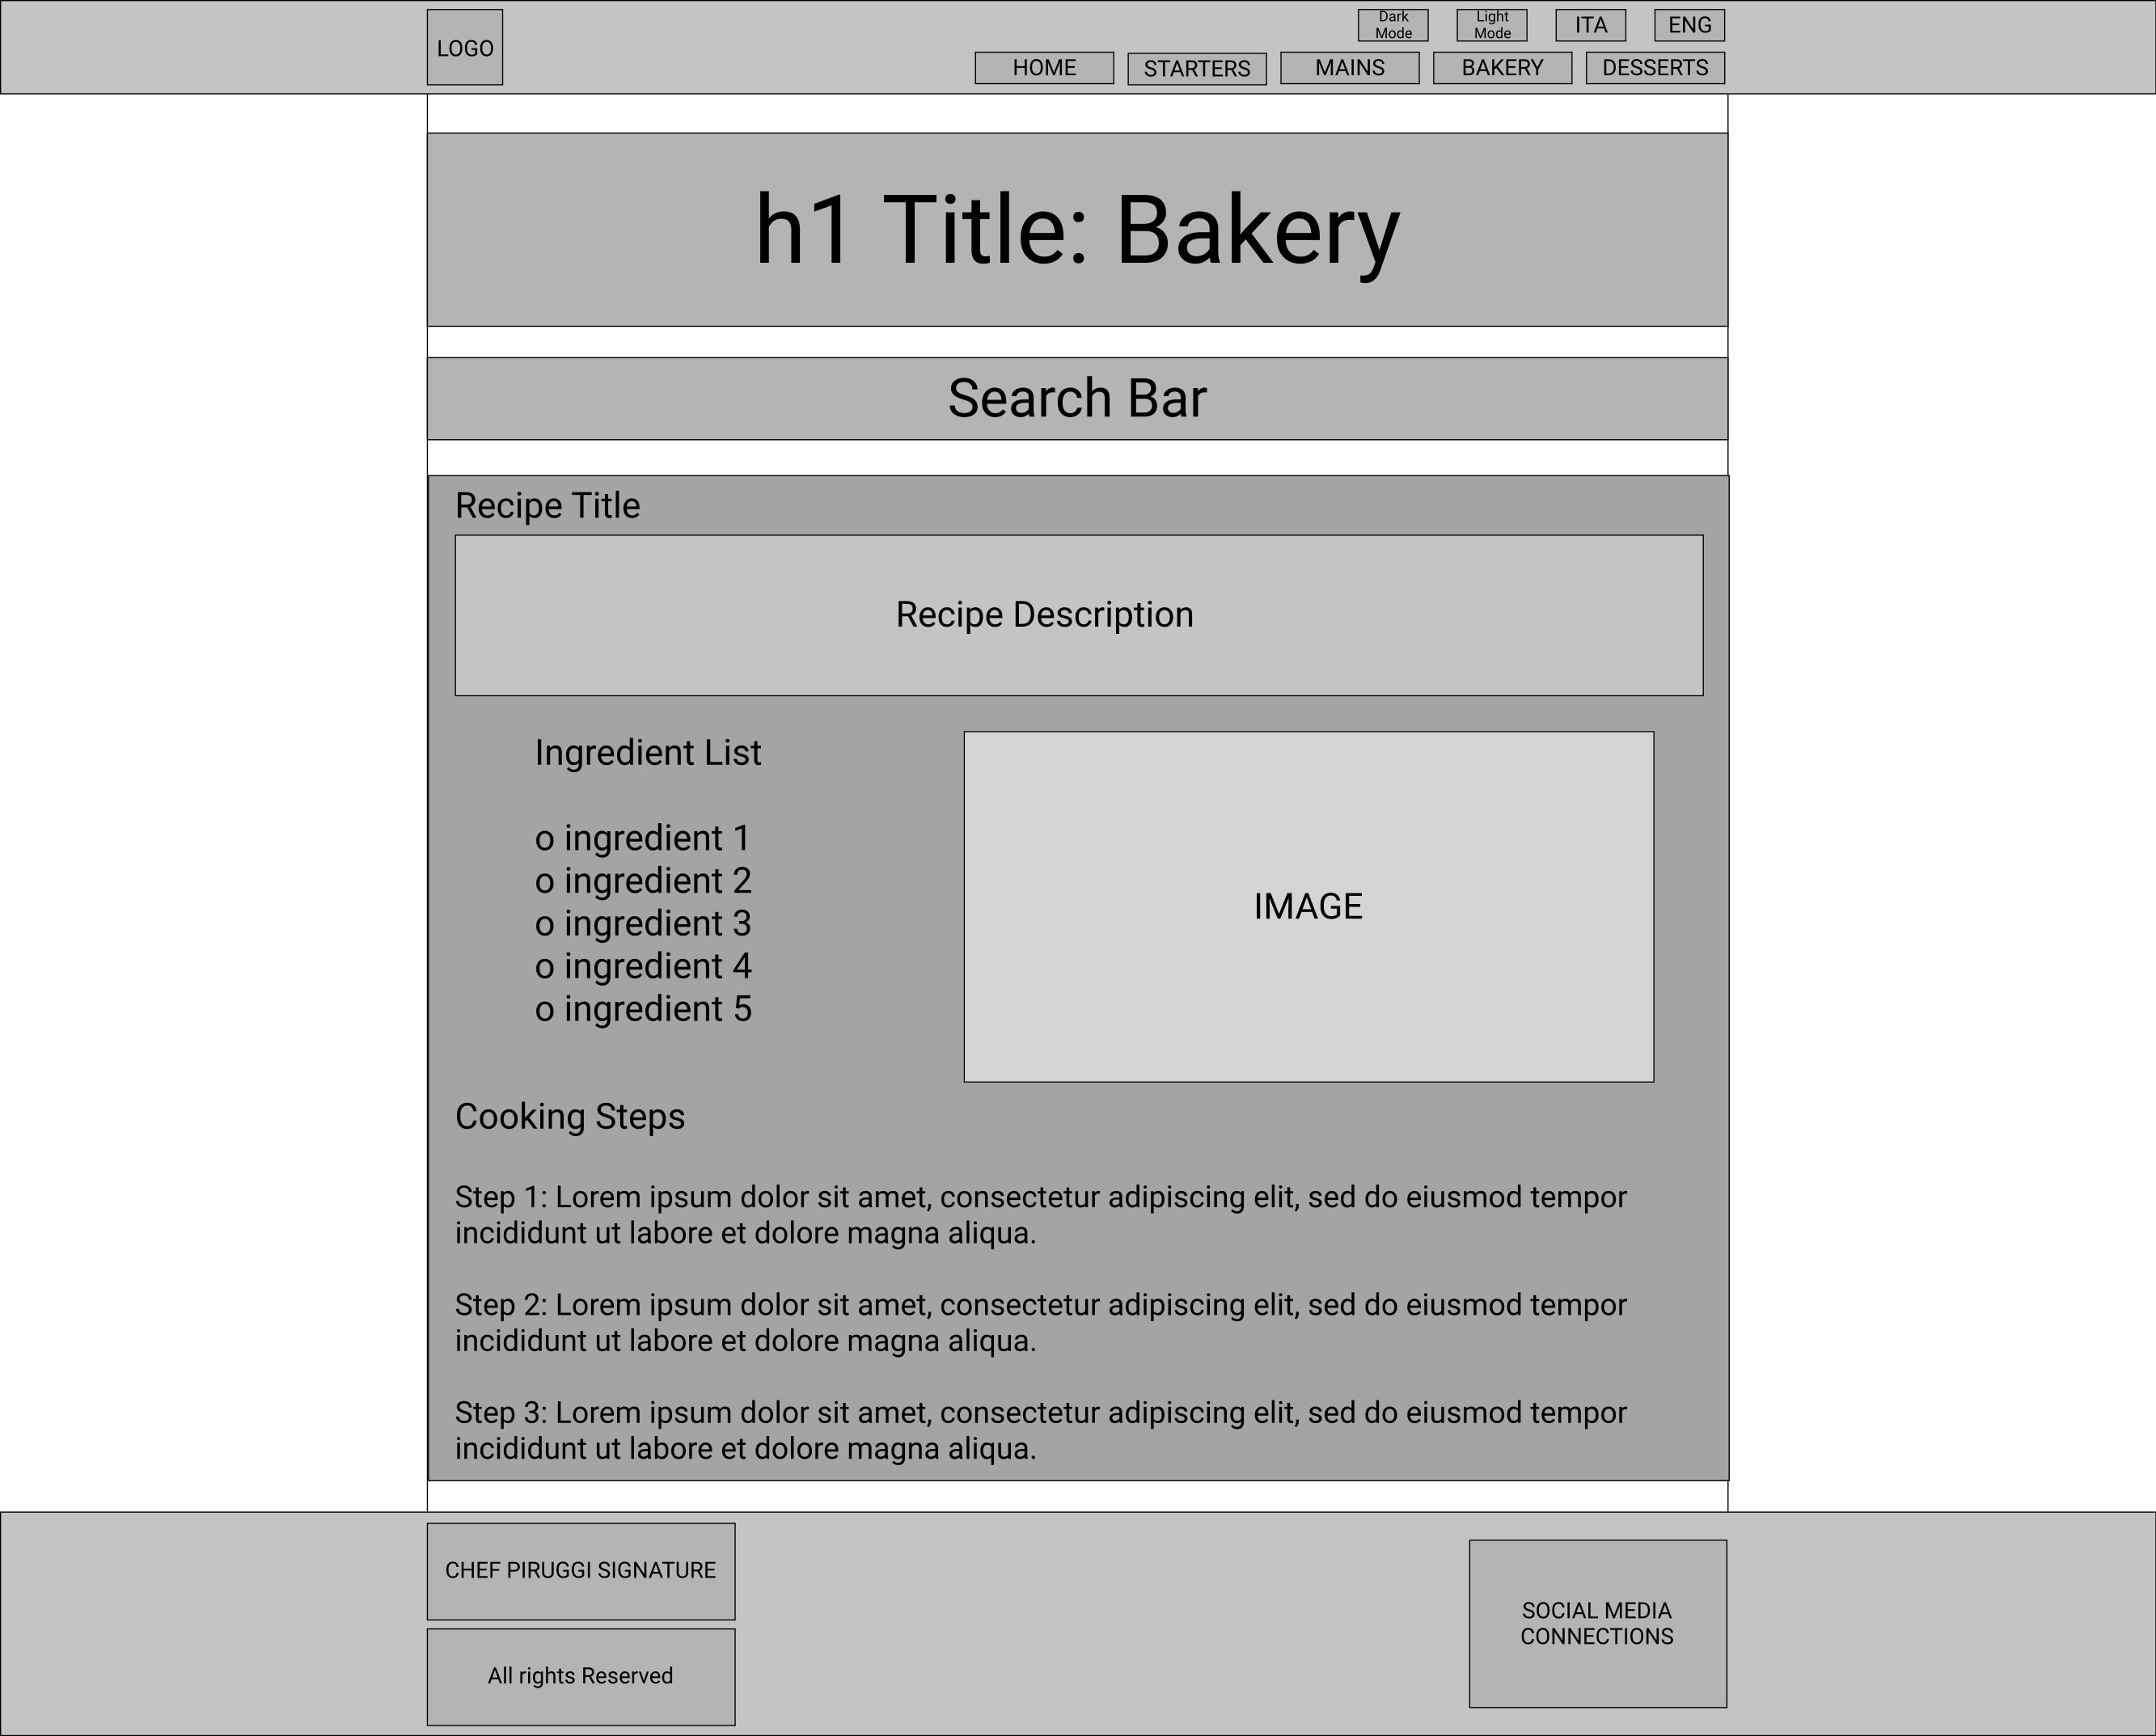 LOGO
Dark
Mode
Light
Mode
ITA
ENG
HOME
STARTERS
MAINS
BAKERY
DESSERTS
h1 Title: Bakery
Search Bar
Recipe Title
Recipe Description
Ingredient List
o ingredient 1
o ingredient 2
o ingredient 3
o ingredient 4
o ingredient 5
IMAGE
Cooking Steps
Step 1: Lorem ipsum dolor sit amet, consectetur adipiscing elit, sed do eiusmod tempor
incididunt ut labore et dolore magna aliqua.
Step 2: Lorem ipsum dolor sit amet, consectetur adipiscing elit, sed do eiusmod tempor
incididunt ut labore et dolore magna aliqua.
Step 3: Lorem ipsum dolor sit amet, consectetur adipiscing elit, sed do eiusmod tempor
incididunt ut labore et dolore magna aliqua.
CHEF PIRUGGI SIGNATURE
All rights Reserved
SOCIAL MEDIA
CONNECTIONS